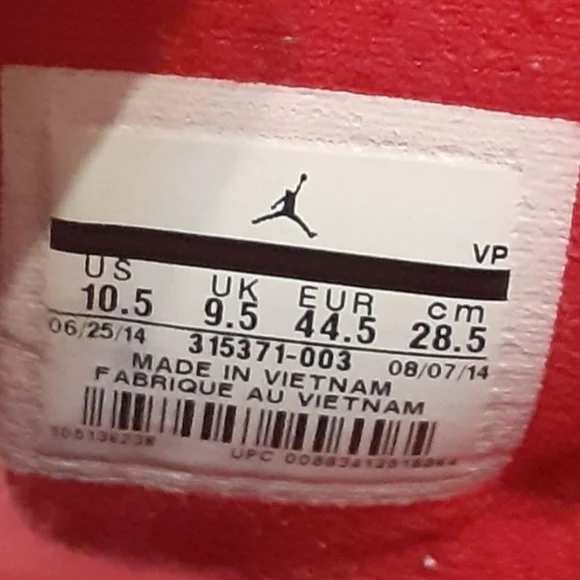 VP
US UK EUR cm
10.5 9.5 44.5 28.5
06/25/14 315371-003 08/07/14
MADE IN VIETNAM
FABRIQUE AU VIETNAM
UPC